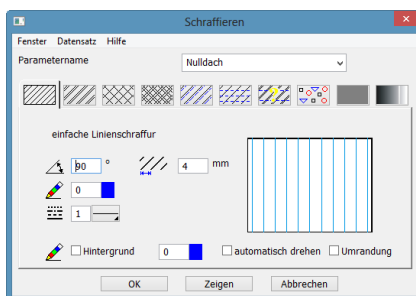 Schraffieren
Fenster Datensatz Hilfe
Parametername Nulldach
einfache Linienschraffur
90 ° 4 mm
0
1
Hintergrund 0 automatisch drehen Umrandung
OK Zeigen Abbrechen